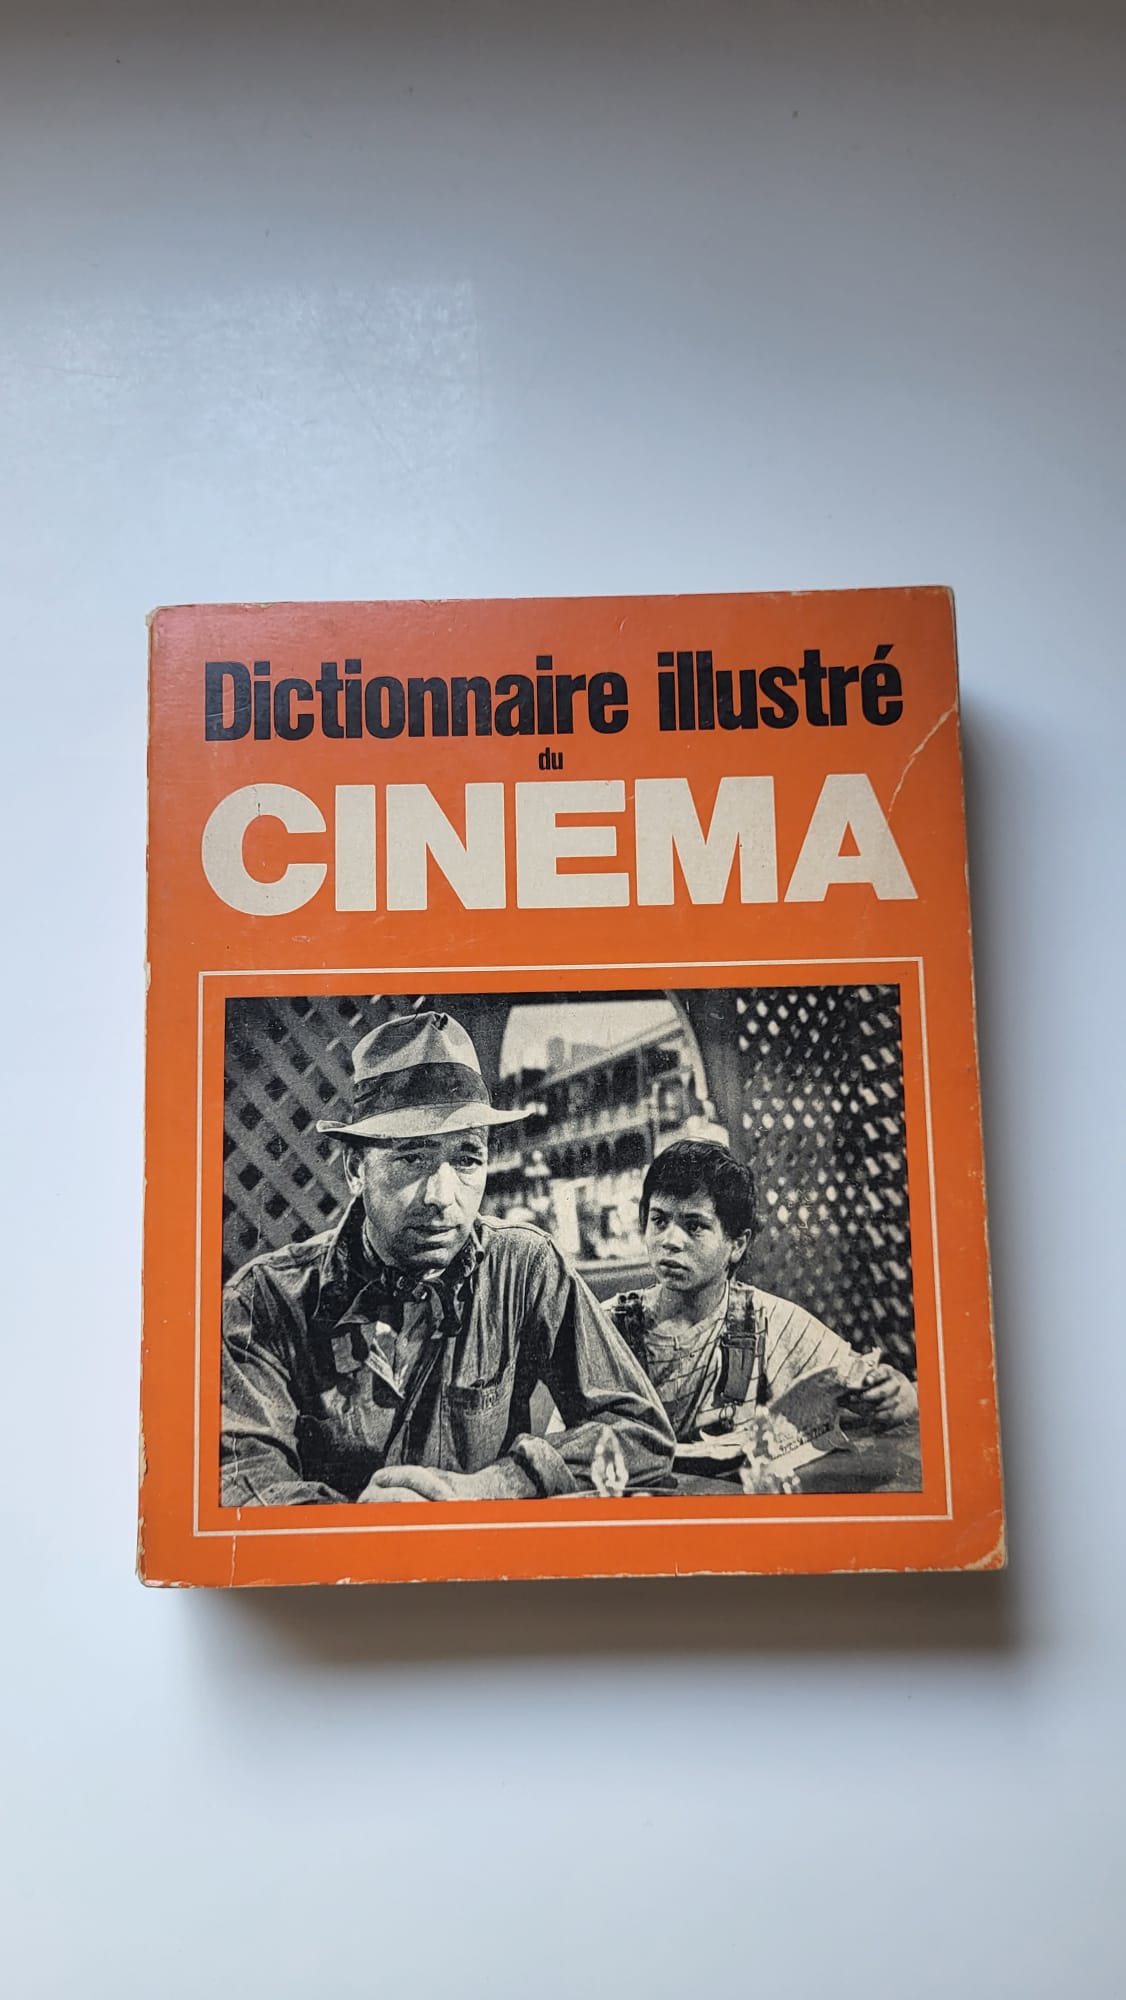 Dictionnaire illustré
du
CINEMA